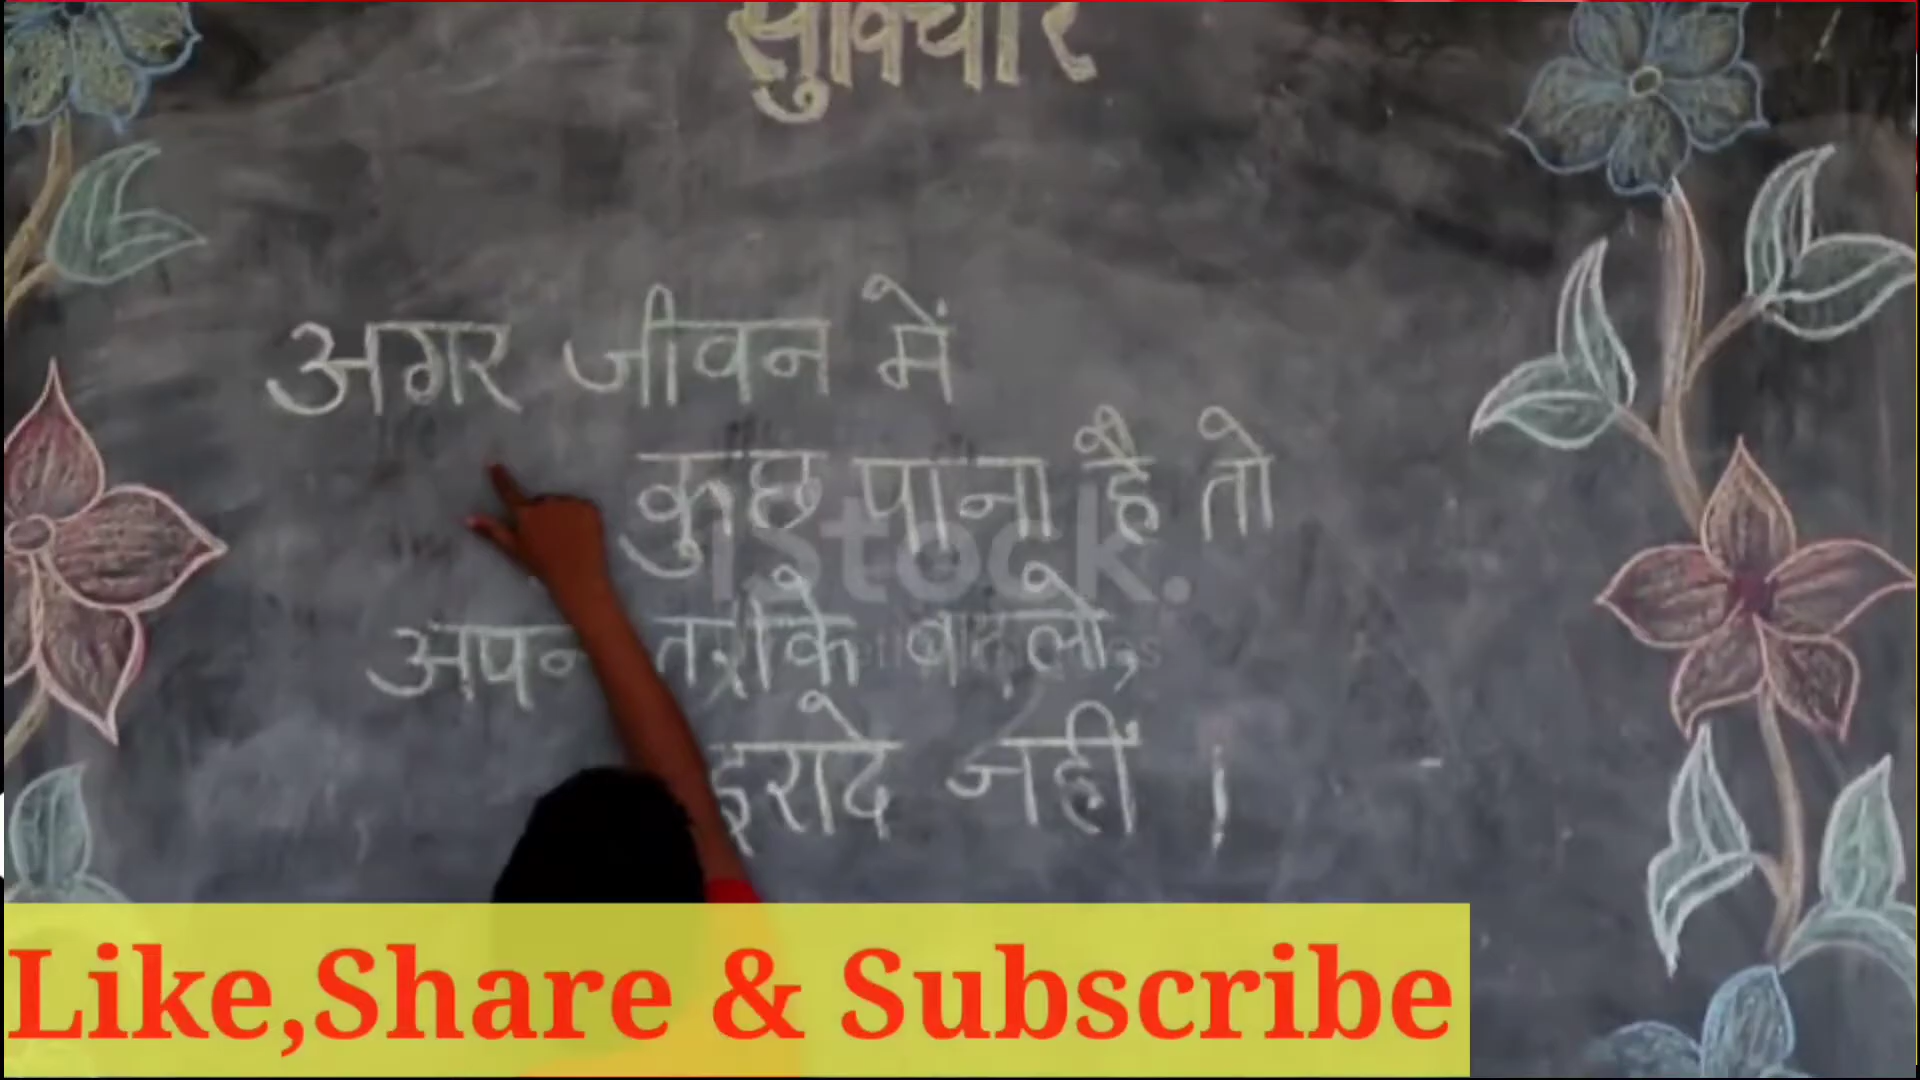 सुविचार
अगर जीवन में
कुछ पाना है तो
iStock.
तरीके बदलो,
इरादे नहीं ।
Like,Share & Subscribe